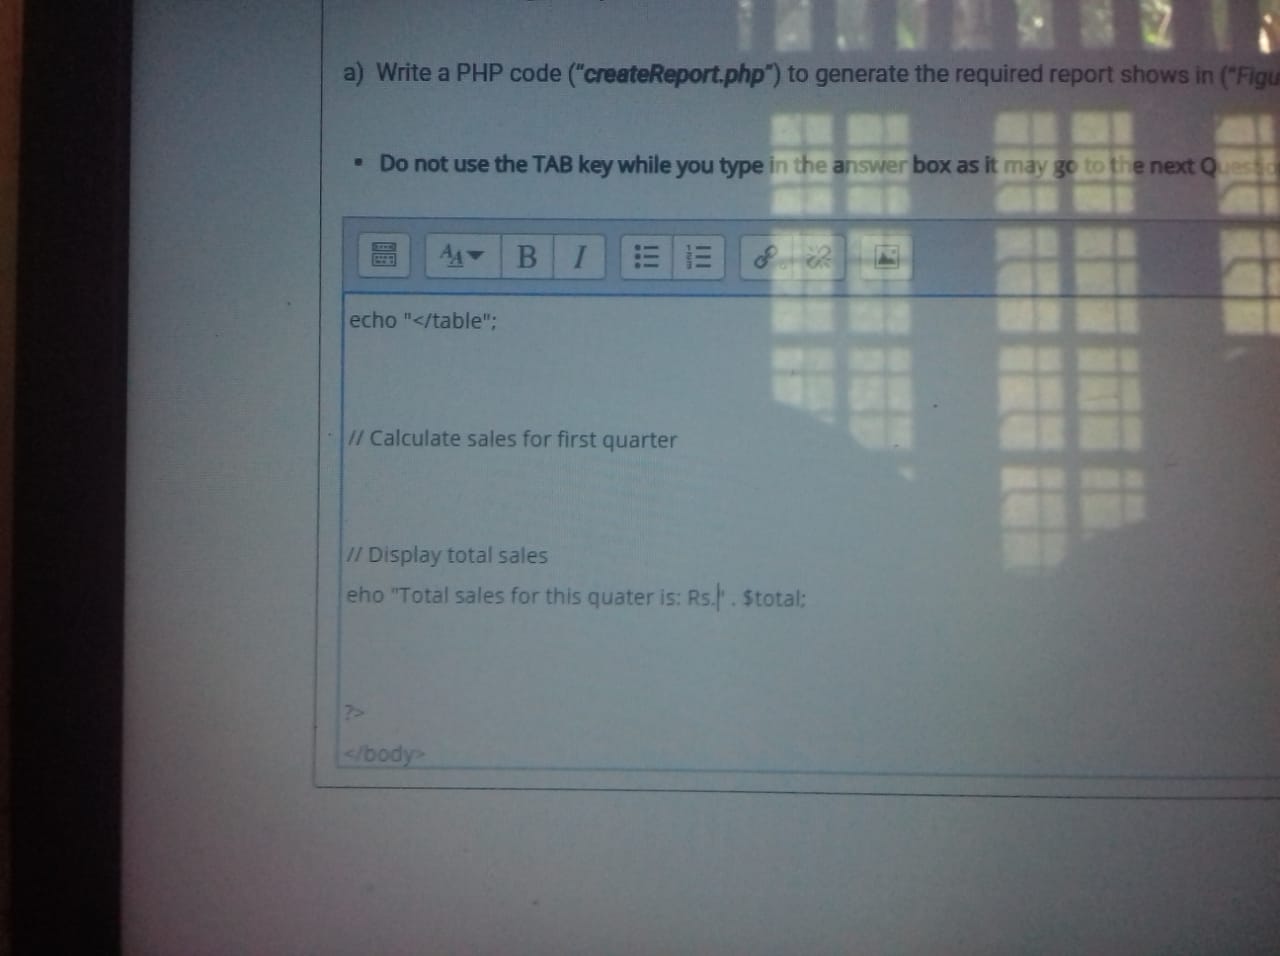 a) Write a PHP code ("createReport.php") to generate the required report shows in ("Figu
▪ Do not use the TAB key while you type in the answer box as it may go to the next Questio
B I
echo "</table";
// Calculate sales for first quarter
// Display total sales
eho "Total sales for this quater is: Rs." . $total;
?>
</body>